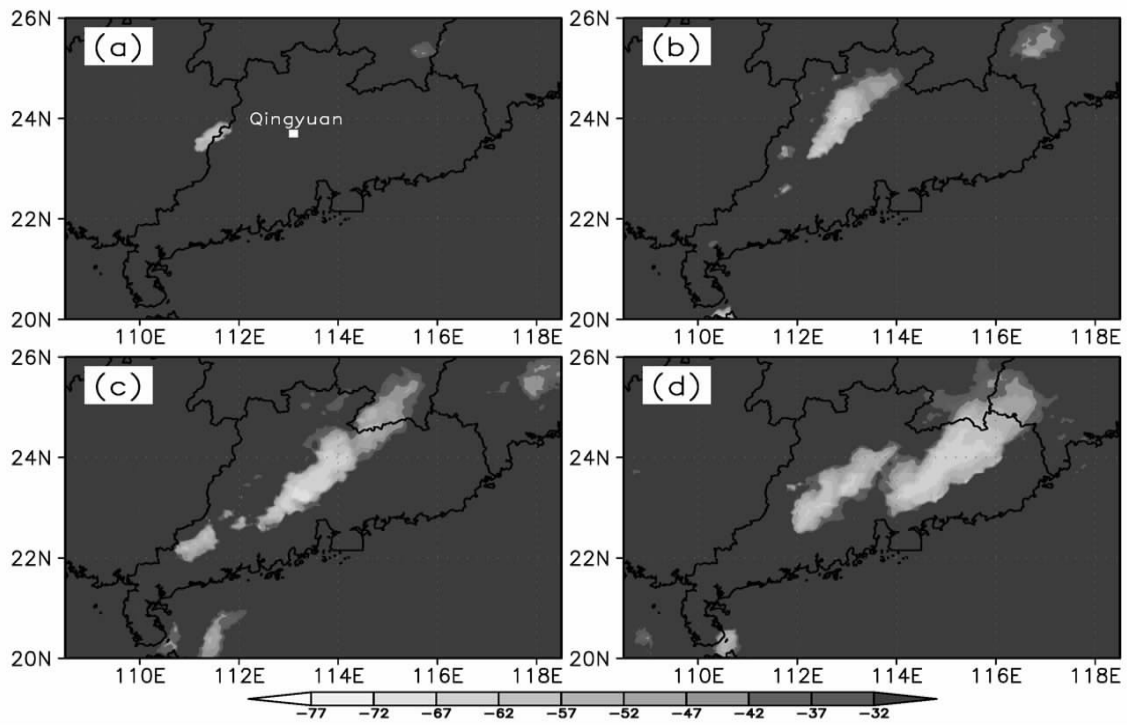 26N
(a)
24N
Qingyuan
22N
20N
110E 112E 114E 116E 118E
26N
(b)
24N
22N
20N
110E 112E 114E 116E 118E
26N
(c)
24N
22N
20N
110E 112E 114E 116E 118E
26N
(d)
24N
22N
20N
110E 112E 114E 116E 118E
-77 -72 -67 -62 -57 -52 -47 -42 -37 -32